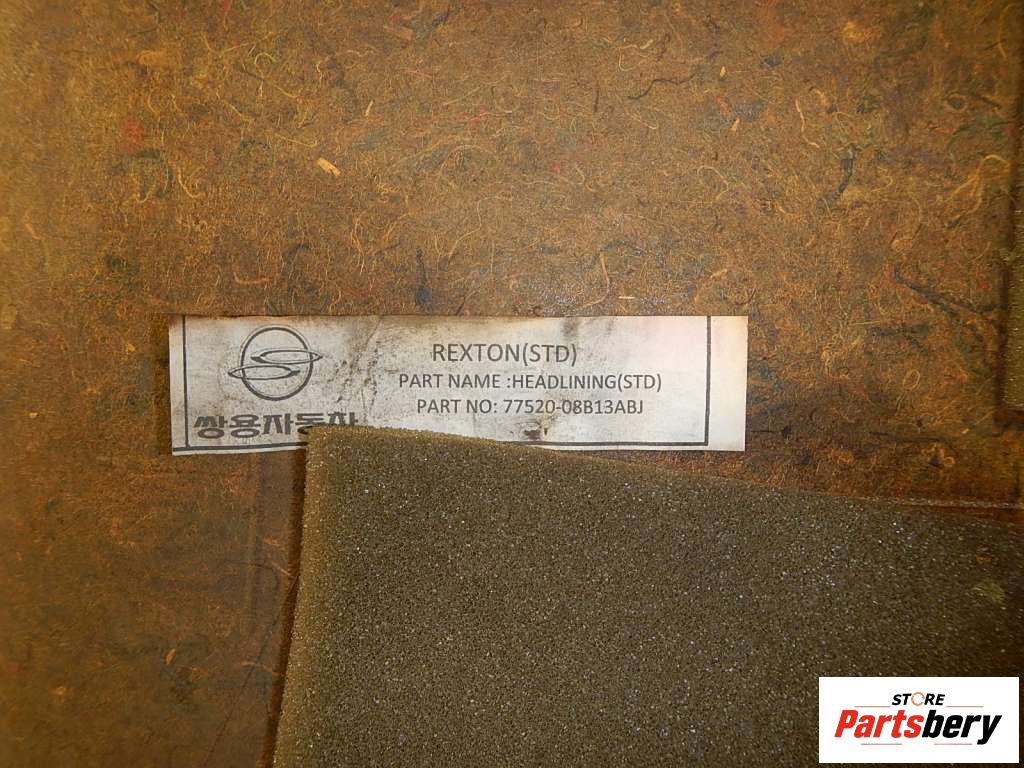 REXTON(STD)
PART NAME :HEADLINING(STD)
PART NO: 77520-08B13ABJ
쌍용자동차
STORE
Partsbery